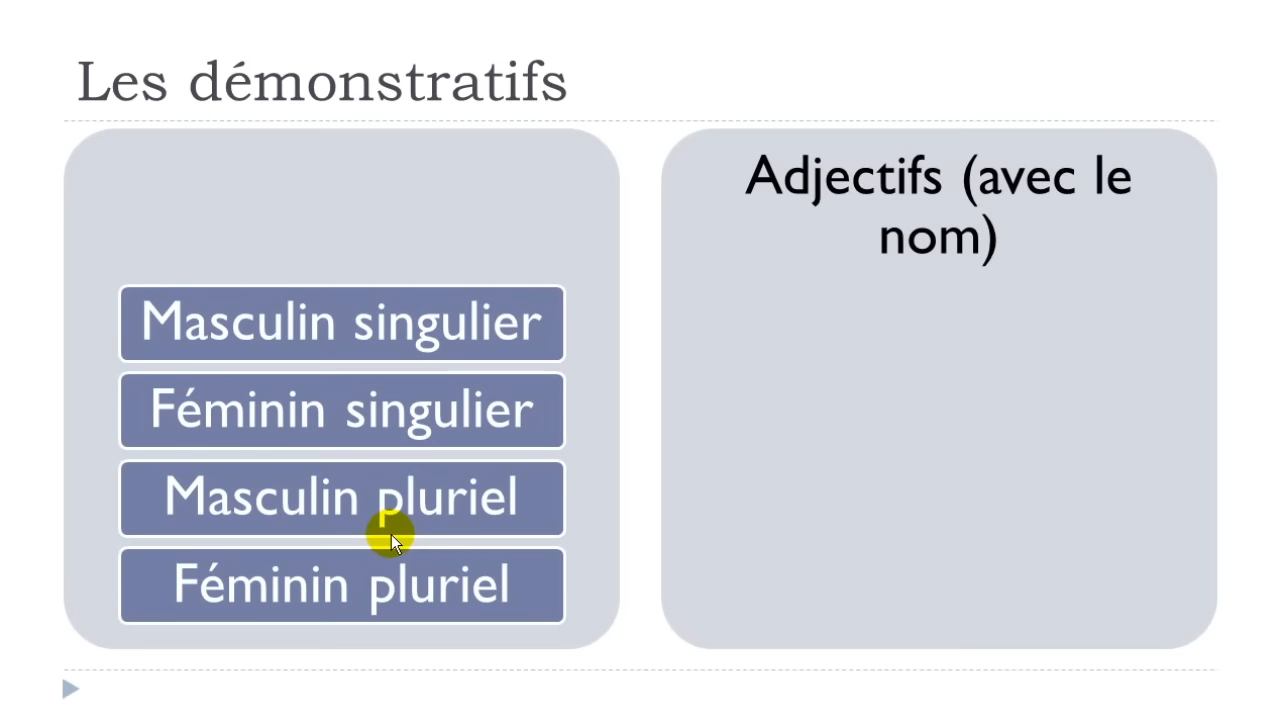 Les démonstratifs
Masculin singulier
Féminin singulier
Masculin pluriel
Féminin pluriel
Adjectifs (avec le
nom)